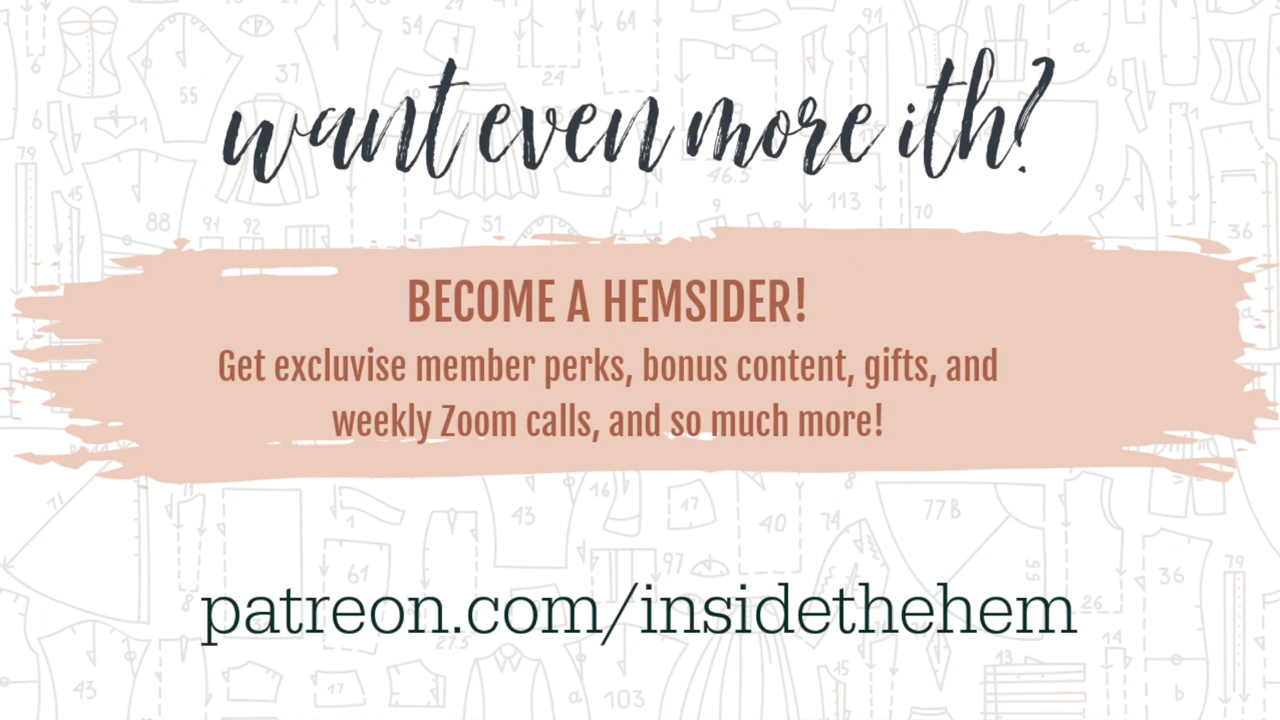 want even more ith?
BECOME A HEMSIDER!
Get excluvise member perks, bonus content, gifts, and
weekly Zoom calls, and so much more!
patreon.com/insidethehem